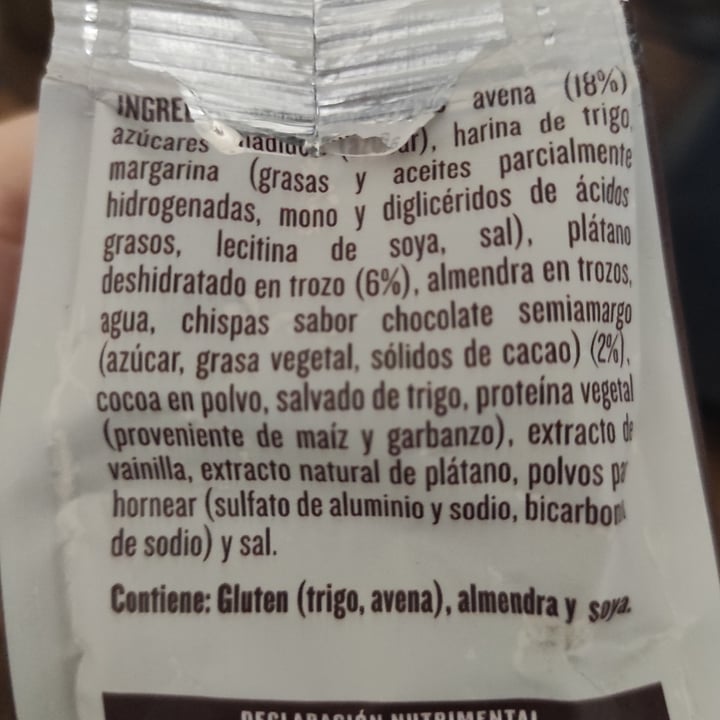 avena (18%)
azúcares harina de trigo,
margarina (grasas y aceites parcialmente
hidrogenadas, mono y diglicéridos de ácidos
grasos, lecitina de soya, sal), plátano
deshidratado en trozo (6%), almendra en trozos,
agua, chispas sabor chocolate semiamargo
(azúcar, grasa vegetal, sólidos de cacao) (2%),
cocoa en polvo, salvado de trigo, proteína vegetal
(proveniente de maíz y garbanzo), extracto de
vainilla, extracto natural de plátano, polvos
hornear (sulfato de aluminio y sodio,
de sodio) y sal.
Contiene: Gluten (trigo, avena), almendra y soya.
DECLARACIÓN NUTRIMENTAL